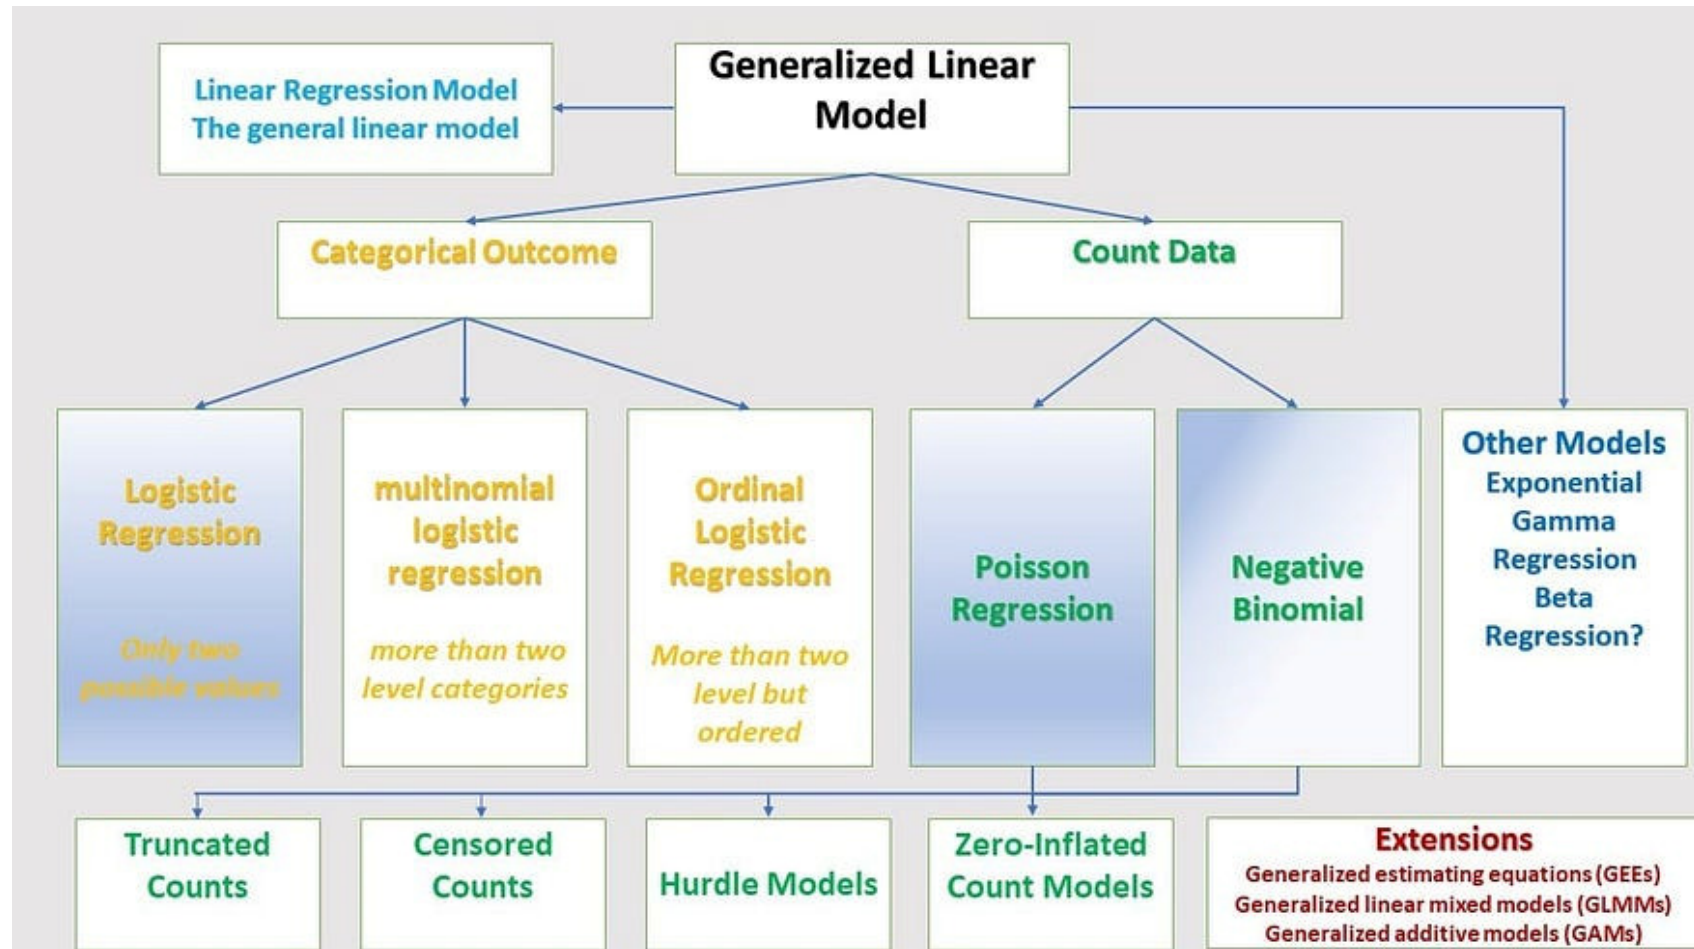 Generalized Linear
Model
Linear Regression Model
The general linear model
Categorical Outcome
Count Data
Logistic
Regression
Only two
possible values
multinomial
logistic
regression
more than two
level categories
Ordinal
Logistic
Regression
More than two
level but
ordered
Poisson
Regression
Negative
Binomial
Other Models
Exponential
Gamma
Regression
Beta
Regression?
Truncated
Counts
Censored
Counts
Hurdle Models
Zero-Inflated
Count Models
Extensions
Generalized estimating equations (GEEs)
Generalized linear mixed models (GLMMs)
Generalized additive models (GAMs)